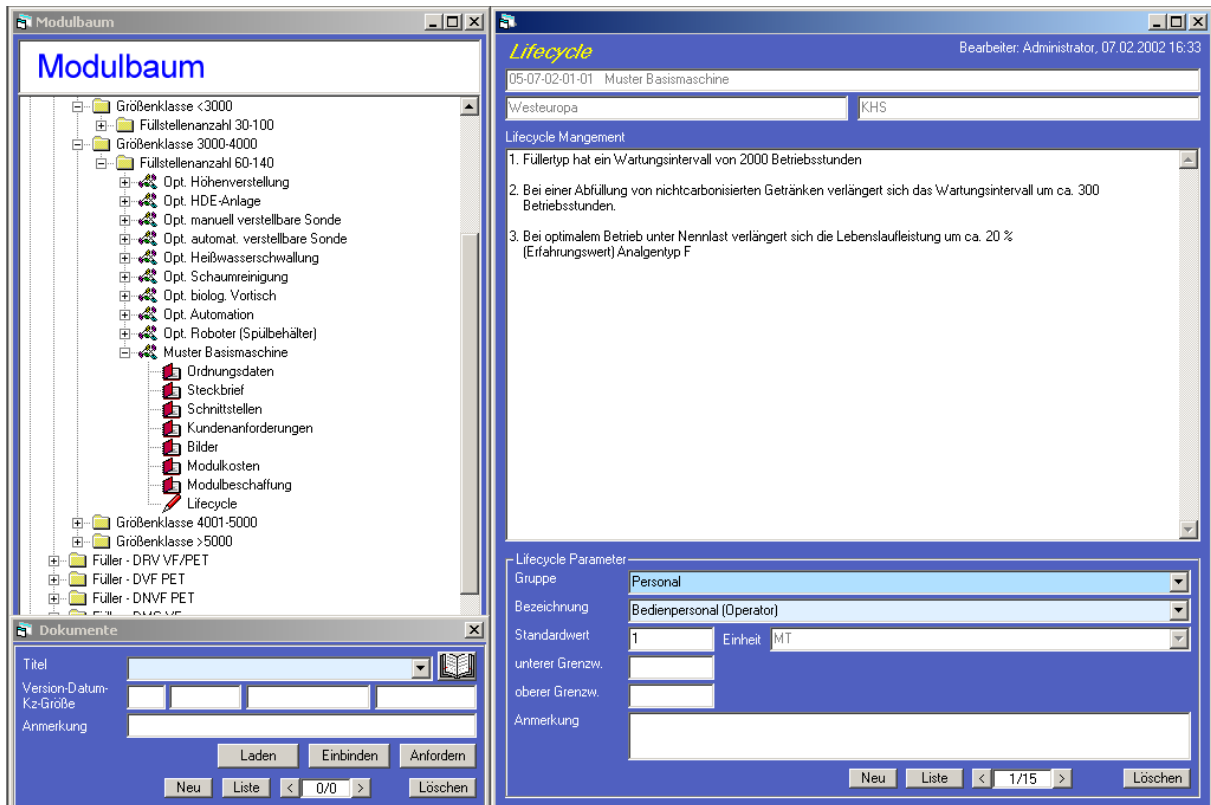 Modulbaum
Modulbaum
Größenklasse <3000
Füllstellenanzahl 30-100
Größenklasse 3000-4000
Füllstellenanzahl 60-140
Opt. Höhenverstellung
Opt. HDE-Anlage
Opt. manuell verstellbare Sonde
Opt. automat. verstellbare Sonde
Opt. Heißwasserschwallung
Opt. Schaumreinigung
Opt. biolog. Vortisch
Opt. Automation
Opt. Roboter (Spülbehälter)
Muster Basismaschine
Ordnungsdaten
Steckbrief
Schnittstellen
Kundenanforderungen
Bilder
Modulkosten
Modulbeschaffung
Lifecycle
Größenklasse 4001-5000
Größenklasse >5000
Füller - DRV VF/PET
Füller - DVF PET
Füller - DNVF PET
Dokumente
Titel
Version-Datum-
Kz-Größe
Anmerkung
Laden Einbinden Anfordern
Neu Liste < 0/0 > Löschen
Lifecycle
Bearbeiter: Administrator, 07.02.2002 16:33
05-07-02-01-01 Muster Basismaschine
Westeuropa KHS
Lifecycle Mangement
1. Füllertyp hat ein Wartungsintervall von 2000 Betriebsstunden
2. Bei einer Abfüllung von nichtcarbonisierten Getränken verlängert sich das Wartungsintervall um ca. 300
Betriebsstunden.
3. Bei optimalem Betrieb unter Nennlast verlängert sich die Lebenslaufleistung um ca. 20 %
(Erfahrungswert) Analgentyp F
Lifecycle Parameter
Gruppe Personal
Bezeichnung Bedienpersonal (Operator)
Standardwert 1 Einheit MT
unterer Grenzw.
oberer Grenzw.
Anmerkung
Neu Liste < 1/15 > Löschen